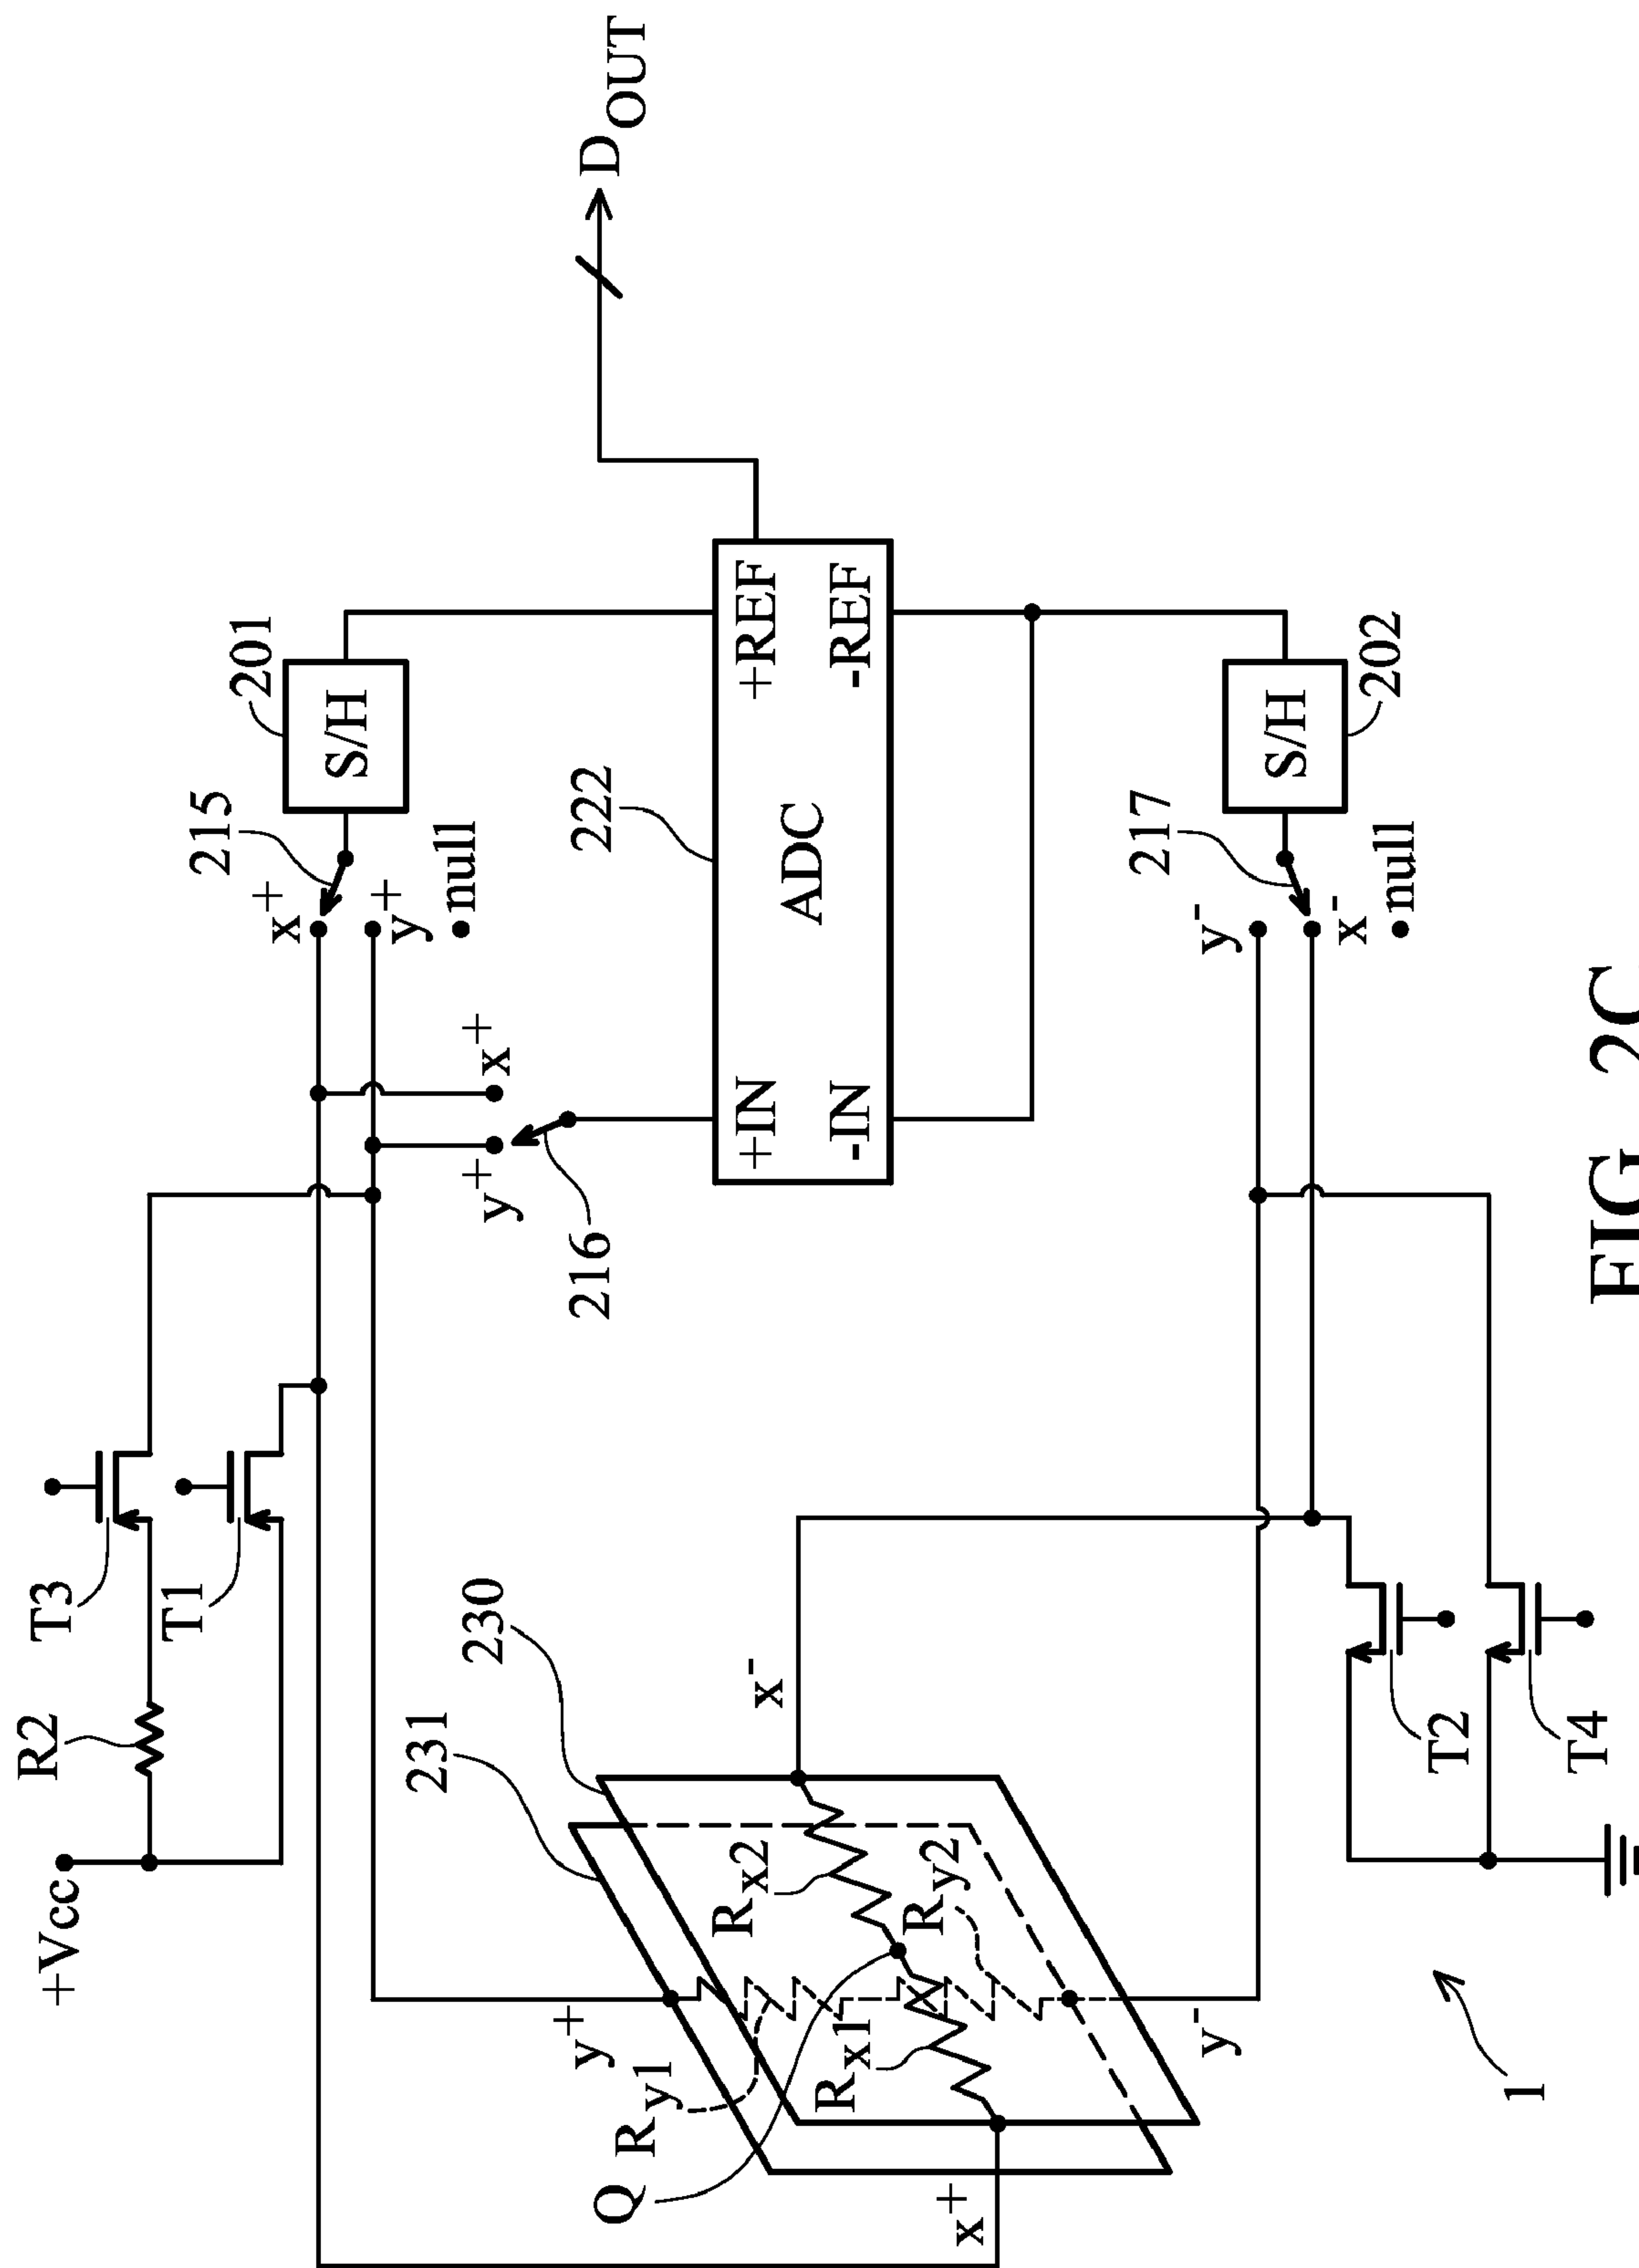 +Vcc
R2
T3
T1
231
230
y+
Ry1
Q
Rx2
Ry2
Rx1
x+
x-
y-
x+
215
201
S/H
y+
null
y+
x+
216
222
+IN
-IN
ADC
+REF
-REF
DOUT
y-
217
x-
null
S/H
202
T2
T4
1
FIG. 2C